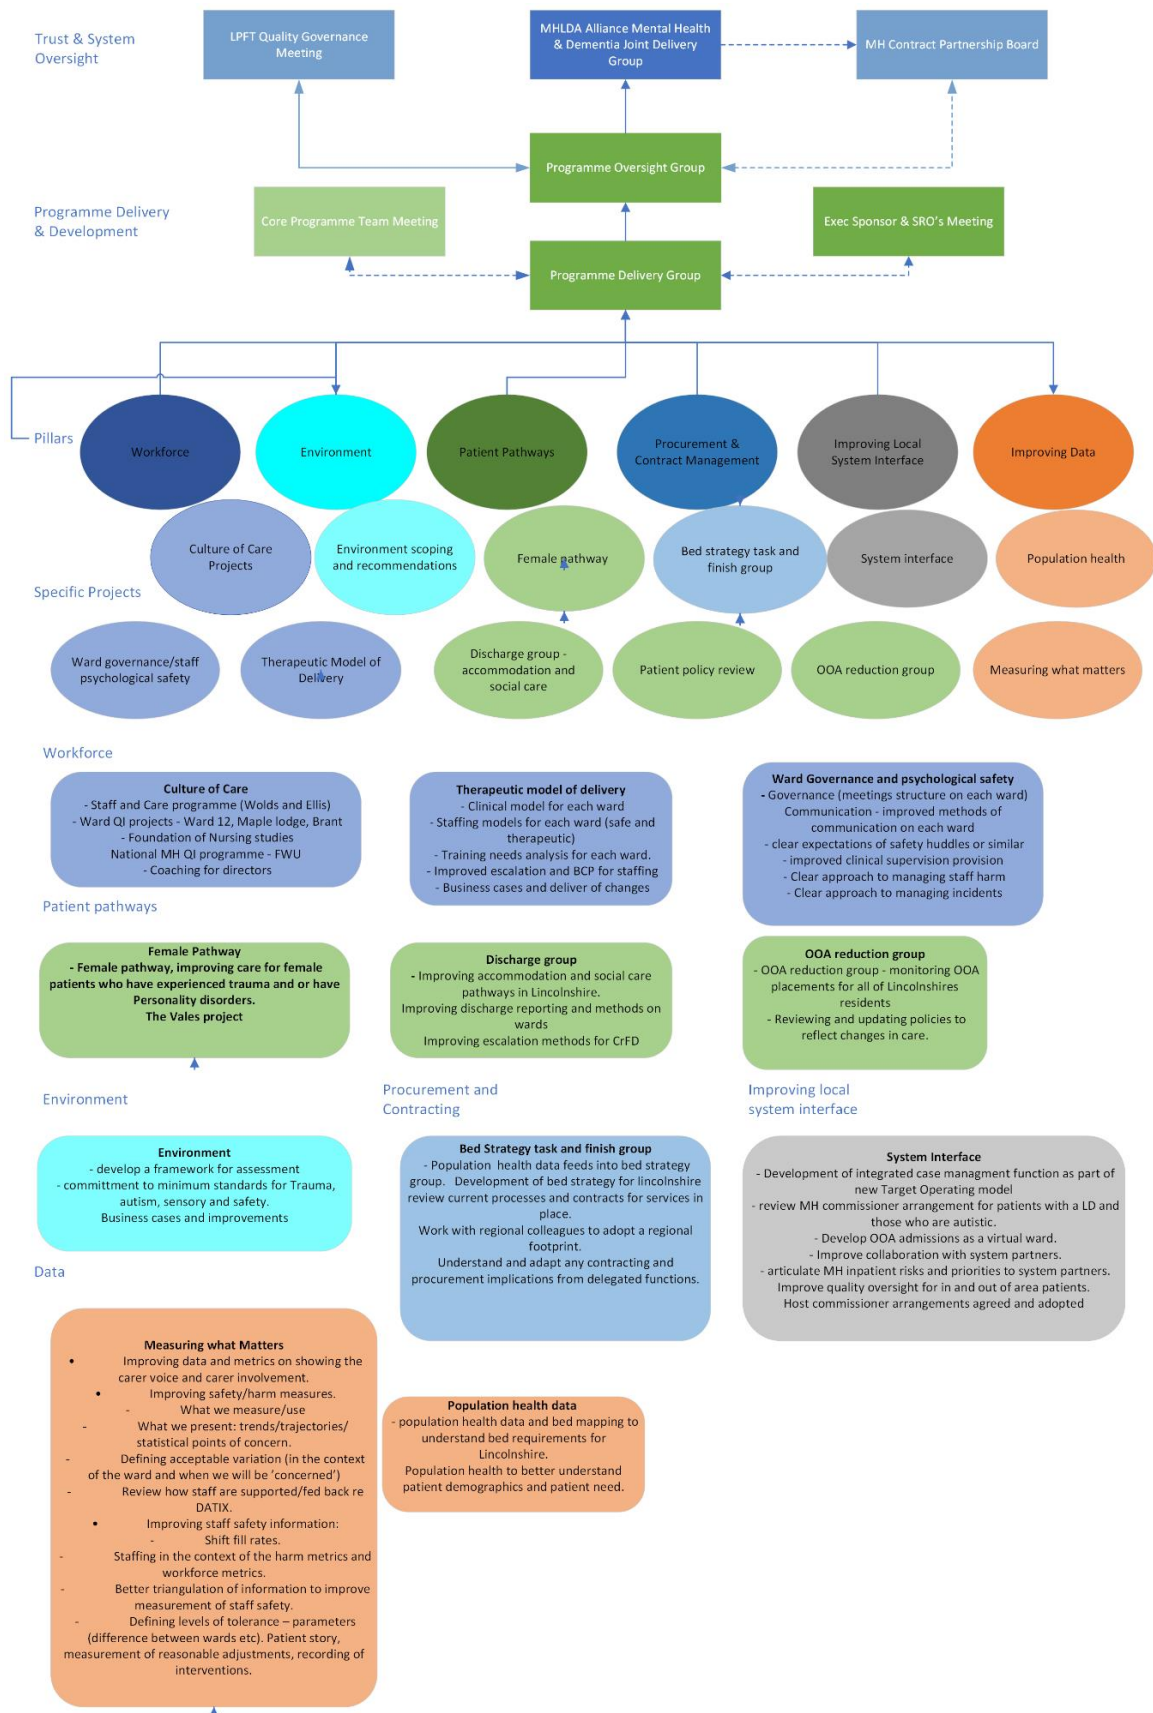 Trust & System
Oversight
LPFT Quality Governance
Meeting
MHLDA Alliance Mental Health
& Dementia Joint Delivery
Group
MH Contract Partnership Board
Programme Oversight Group
Programme Delivery
& Development
Core Programme Team Meeting
Exec Sponsor & SRO's Meeting
Programme Delivery Group
Pillars
Workforce
Environment
Patient Pathways
Procurement &
Contract Management
Improving Local
System Interface
Improving Data
Culture of Care
Projects
Environment scoping
and recommendations
Female pathway
Bed strategy task and
finish group
System interface
Population health
Specific Projects
Ward governance/staff
psychological safety
Therapeutic Model of
Delivery
Discharge group -
accommodation and
social care
Patient policy review
OOA reduction group
Measuring what matters
Workforce
Culture of Care
- Staff and Care programme (Wolds and Ellis)
- Ward QI projects - Ward 12, Maple lodge, Brant
- Foundation of Nursing studies
National MH QI programme - FWU
- Coaching for directors
Therapeutic model of delivery
- Clinical model for each ward
- Staffing models for each ward (safe and
therapeutic)
- Training needs analysis for each ward.
- Improved escalation and BCP for staffing
- Business cases and deliver of changes
Ward Governance and psychological safety
- Governance (meetings structure on each ward)
Communication - improved methods of
communication on each ward
- clear expectations of safety huddles or similar
- improved clinical supervision provision
- Clear approach to managing staff harm
- Clear approach to managing incidents
Patient pathways
Female Pathway
- Female pathway, improving care for female
patients who have experienced trauma and or have
Personality disorders.
The Vales project
Discharge group
- Improving accommodation and social care
pathways in Lincolnshire.
Improving discharge reporting and methods on
wards
Improving escalation methods for CrFD
OOA reduction group
- OOA reduction group - monitoring OOA
placements for all of Lincolnshires
residents
- Reviewing and updating policies to
reflect changes in care.
Environment
Procurement and
Contracting
Improving local
system interface
Environment
- develop a framework for assessment
- committment to minimum standards for Trauma,
autism, sensory and safety.
Business cases and improvements
Bed Strategy task and finish group
- Population health data feeds into bed strategy
group. Development of bed strategy for lincolnshire
review current processes and contracts for services in
place.
Work with regional colleagues to adopt a regional
footprint.
Understand and adapt any contracting and
procurement implications from delegated functions.
System Interface
- Development of integrated case managment function as part of
new Target Operating model
- review MH commissioner arrangement for patients with a LD and
those who are autistic.
- Develop OOA admissions as a virtual ward.
- Improve collaboration with system partners.
- articulate MH inpatient risks and priorities to system partners.
Improve quality oversight for in and out of area patients.
Host commissioner arrangements agreed and adopted
Data
Measuring what Matters
• Improving data and metrics on showing the
carer voice and carer involvement.
• Improving safety/harm measures.
- What we measure/use
- What we present: trends/trajectories/
statistical points of concern.
- Defining acceptable variation (in the context
of the ward and when we will be 'concerned')
- Review how staff are supported/fed back re
DATIX.
• Improving staff safety information:
- Shift fill rates.
- Staffing in the context of the harm metrics and
workforce metrics.
- Better triangulation of information to improve
measurement of staff safety.
- Defining levels of tolerance – parameters
(difference between wards etc). Patient story,
measurement of reasonable adjustments, recording of
interventions.
Population health data
- population health data and bed mapping to
understand bed requirements for
Lincolnshire.
Population health to better understand
patient demographics and patient need.